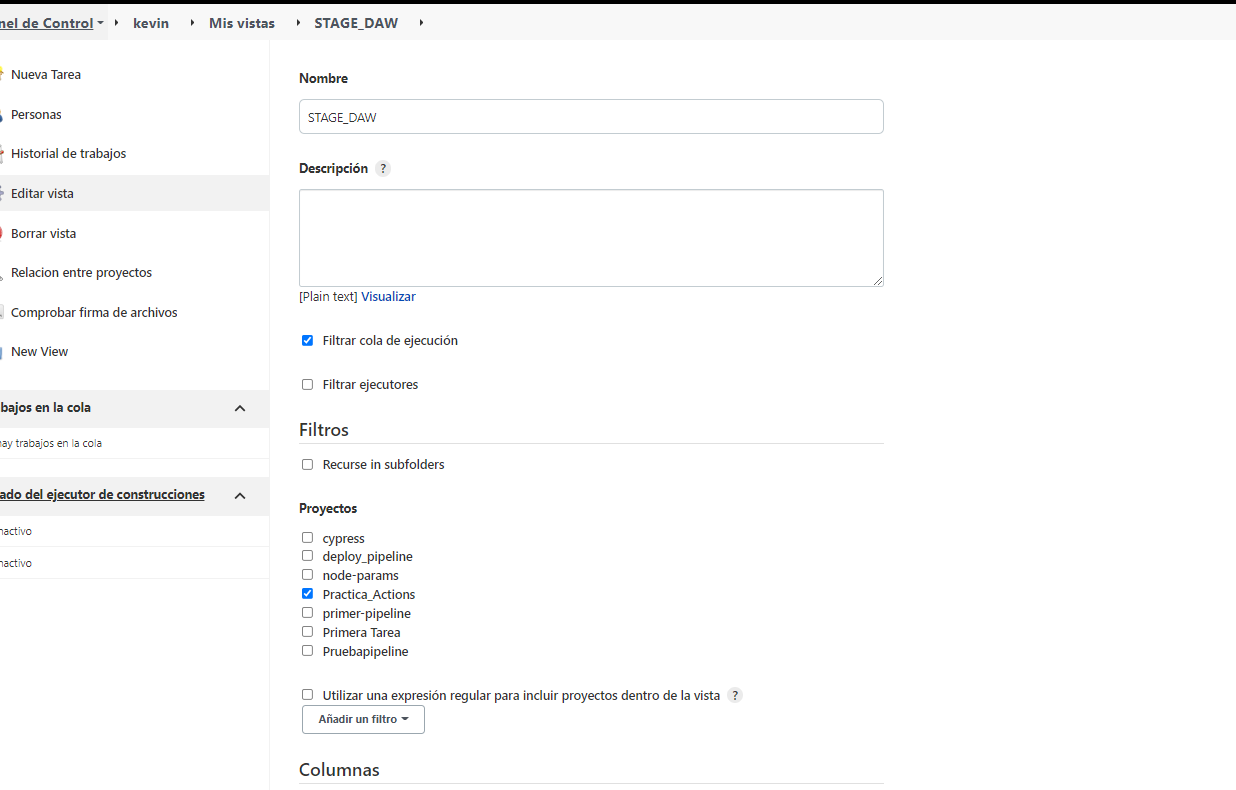 nel de Control kevin Mis vistas STAGE_DAW
Nueva Tarea
Personas
Historial de trabajos
Editar vista
Borrar vista
Relacion entre proyectos
Comprobar firma de archivos
New View
bajos en la cola
hay trabajos en la cola
ado del ejecutor de construcciones
nactivo
nactivo
Nombre
STAGE_DAW
Descripción ?
[Plain text] Visualizar
Filtrar cola de ejecución
Filtrar ejecutores
Filtros
Recurse in subfolders
Proyectos
cypress
deploy_pipeline
node-params
Practica_Actions
primer-pipeline
Primera Tarea
Pruebapipeline
Utilizar una expresión regular para incluir proyectos dentro de la vista ?
Añadir un filtro
Columnas